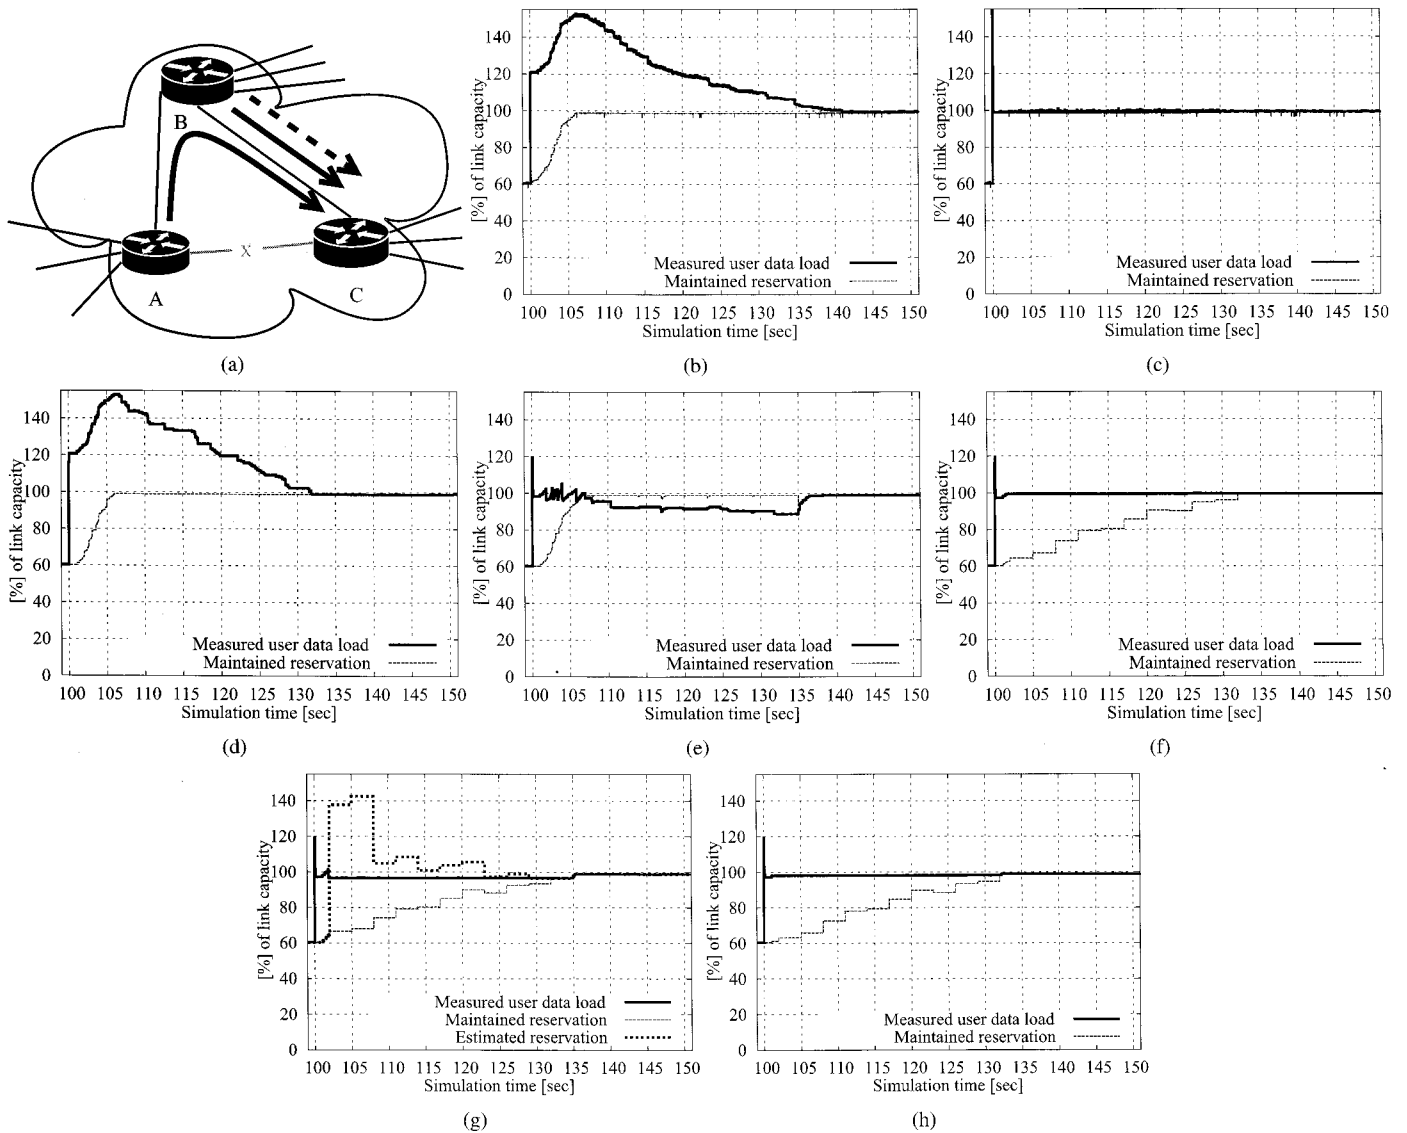 B
A
X
C
(a)
[%] of link capacity
140
120
100
80
60
40
20
0
Measured user data load
Maintained reservation
100 105 110 115 120 125 130 135 140 145 150
Simulation time [sec]
(b)
[%] of link capacity
140
120
100
80
60
40
20
0
Measured user data load
Maintained reservation
100 105 110 115 120 125 130 135 140 145 150
Simulation time [sec]
(c)
[%] of link capacity
140
120
100
80
60
40
20
0
Measured user data load
Maintained reservation
100 105 110 115 120 125 130 135 140 145 150
Simulation time [sec]
(d)
[%] of link capacity
140
120
100
80
60
40
20
0
Measured user data load
Maintained reservation
100 105 110 115 120 125 130 135 140 145 150
Simulation time [sec]
(e)
[%] of link capacity
140
120
100
80
60
40
20
0
Measured user data load
Maintained reservation
100 105 110 115 120 125 130 135 140 145 150
Simulation time [sec]
(f)
[%] of link capacity
140
120
100
80
60
40
20
0
Measured user data load
Maintained reservation
Estimated reservation
100 105 110 115 120 125 130 135 140 145 150
Simulation time [sec]
(g)
[%] of link capacity
140
120
100
80
60
40
20
0
Measured user data load
Maintained reservation
100 105 110 115 120 125 130 135 140 145 150
Simulation time [sec]
(h)